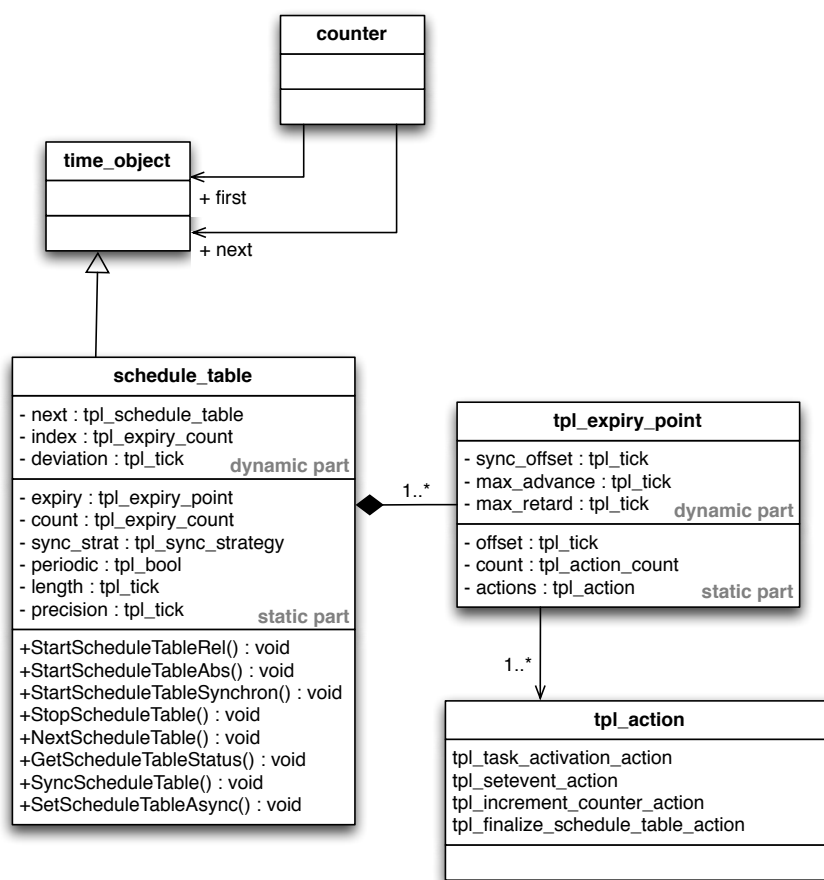 counter
time_object
+ first
+ next
schedule_table
- next : tpl_schedule_table
- index : tpl_expiry_count
- deviation : tpl_tick
dynamic part
- expiry : tpl_expiry_point
- count : tpl_expiry_count
- sync_strat : tpl_sync_strategy
- periodic : tpl_bool
- length : tpl_tick
- precision : tpl_tick
static part
+StartScheduleTableRel() : void
+StartScheduleTableAbs() : void
+StartScheduleTableSynchron() : void
+StopScheduleTable() : void
+NextScheduleTable() : void
+GetScheduleTableStatus() : void
+SyncScheduleTable() : void
+SetScheduleTableAsync() : void
1..*
tpl_expiry_point
- sync_offset : tpl_tick
- max_advance : tpl_tick
- max_retard : tpl_tick
dynamic part
- offset : tpl_tick
- count : tpl_action_count
- actions : tpl_action
static part
1..*
tpl_action
tpl_task_activation_action
tpl_setevent_action
tpl_increment_counter_action
tpl_finalize_schedule_table_action